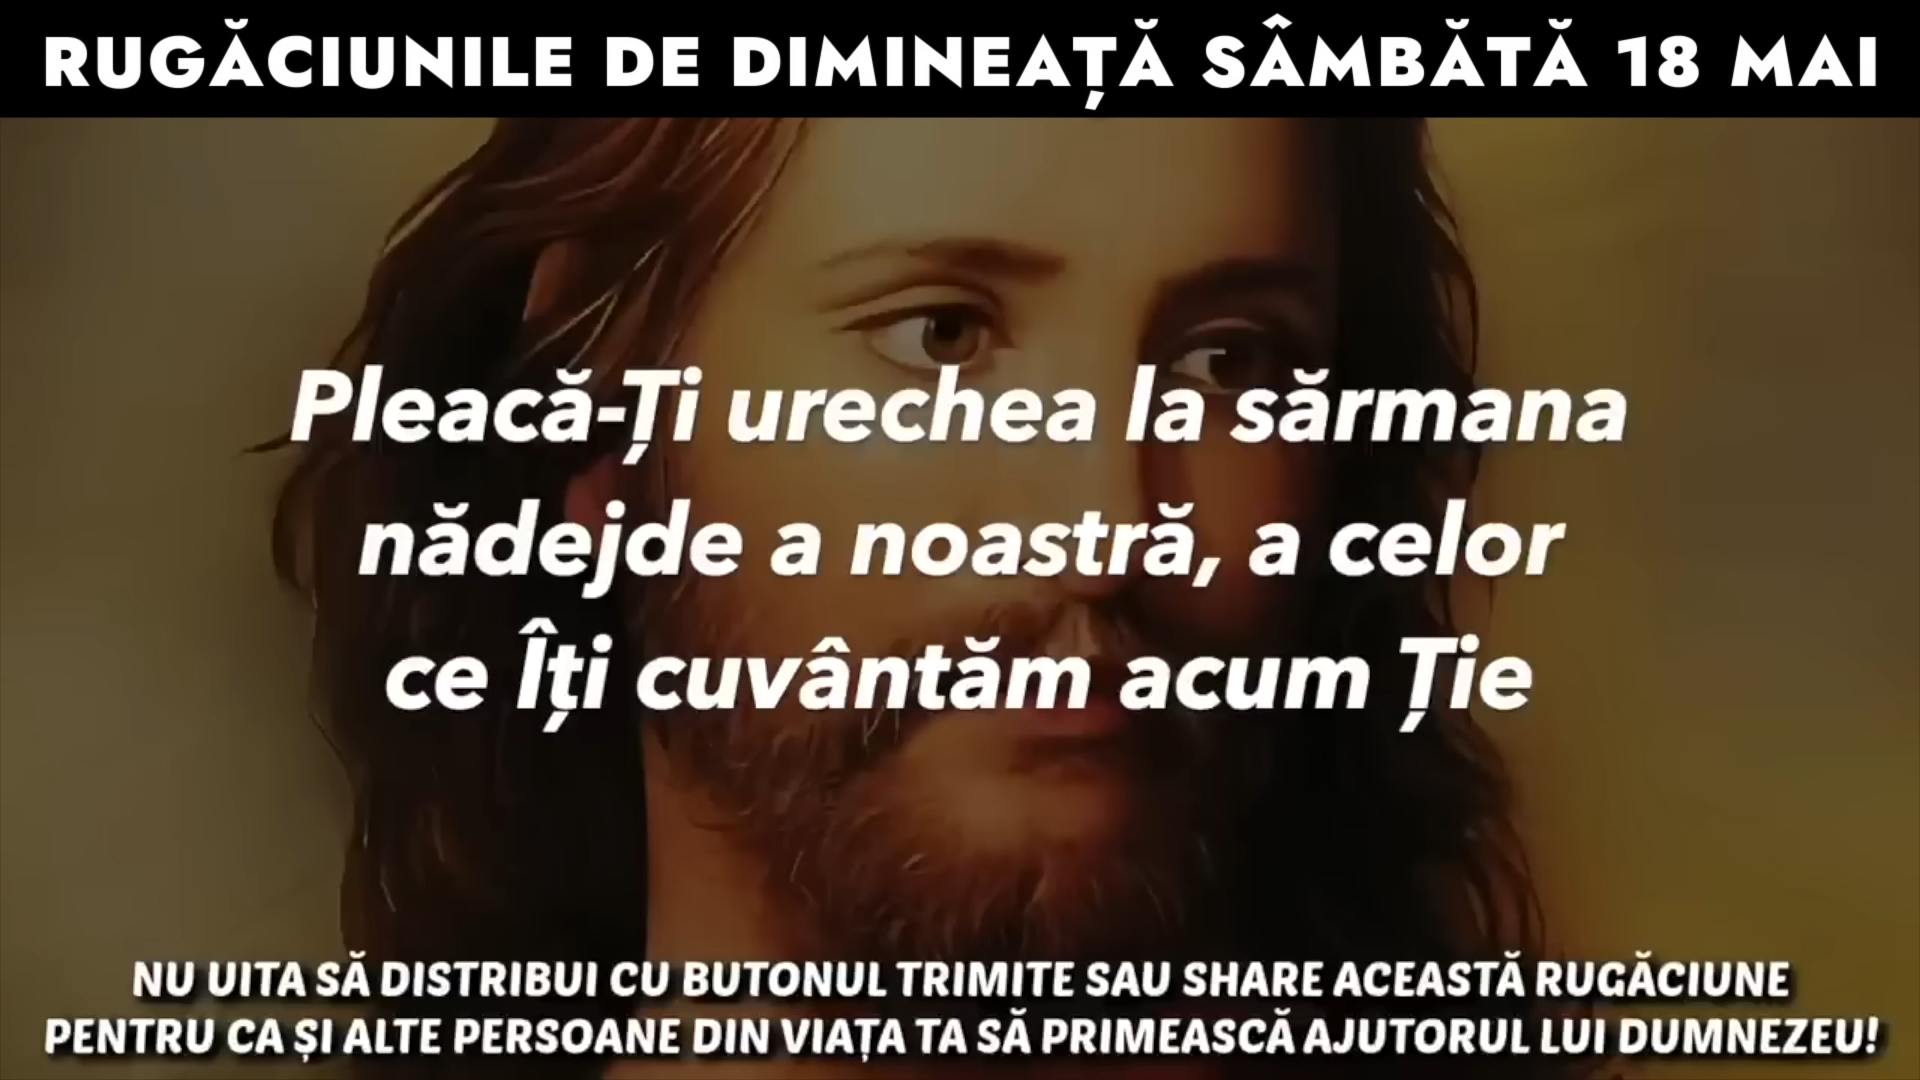 RUGĂCIUNILE DE DIMINEAȚĂ SÂMBĂTĂ 18 MAI
Pleacă-Ți urechea la sărmana
nădejde a noastră, a celor
ce Îți cuvântăm acum Ție
NU UITA SĂ DISTRIBUI CU BUTONUL TRIMITE SAU SHARE ACEASTĂ RUGĂCIUNE
PENTRU CA ȘI ALTE PERSOANE DIN VIAȚA TA SĂ PRIMEASCĂ AJUTORUL LUI DUMNEZEU!